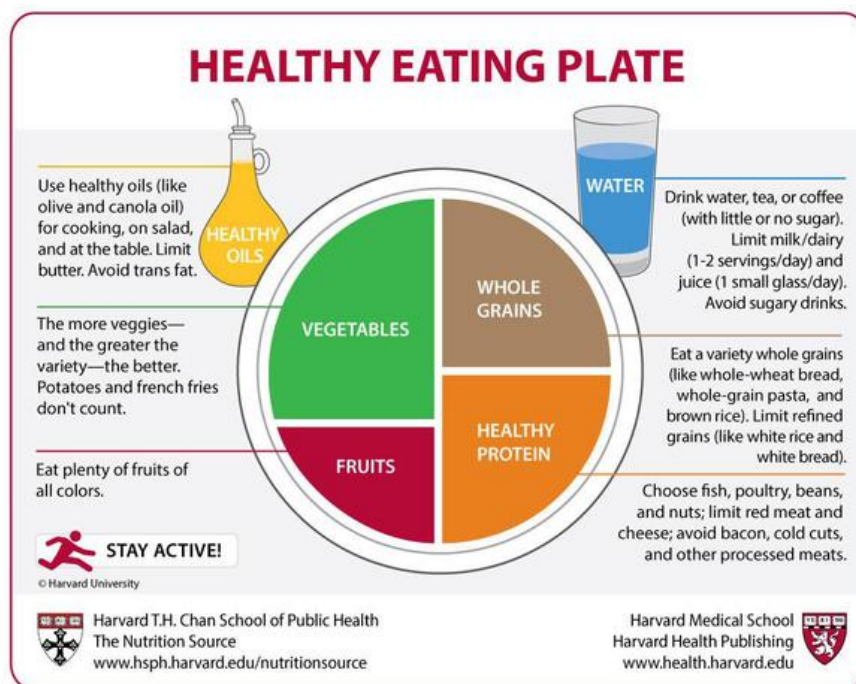 HEALTHY EATING PLATE
Use healthy oils (like
olive and canola oil)
for cooking, on salad,
and at the table. Limit
butter. Avoid trans fat.
HEALTHY
OILS
The more veggies—
and the greater the
variety—the better.
Potatoes and french fries
don't count.
Eat plenty of fruits of
all colors.
VEGETABLES
FRUITS
WHOLE
GRAINS
HEALTHY
PROTEIN
WATER
Drink water, tea, or coffee
(with little or no sugar).
Limit milk/dairy
(1-2 servings/day) and
juice (1 small glass/day).
Avoid sugary drinks.
Eat a variety whole grains
(like whole-wheat bread,
whole-grain pasta, and
brown rice). Limit refined
grains (like white rice and
white bread).
Choose fish, poultry, beans,
and nuts; limit red meat and
cheese; avoid bacon, cold cuts,
and other processed meats.
STAY ACTIVE!
© Harvard University
Harvard T.H. Chan School of Public Health
The Nutrition Source
www.hsph.harvard.edu/nutritionsource
Harvard Medical School
Harvard Health Publishing
www.health.harvard.edu